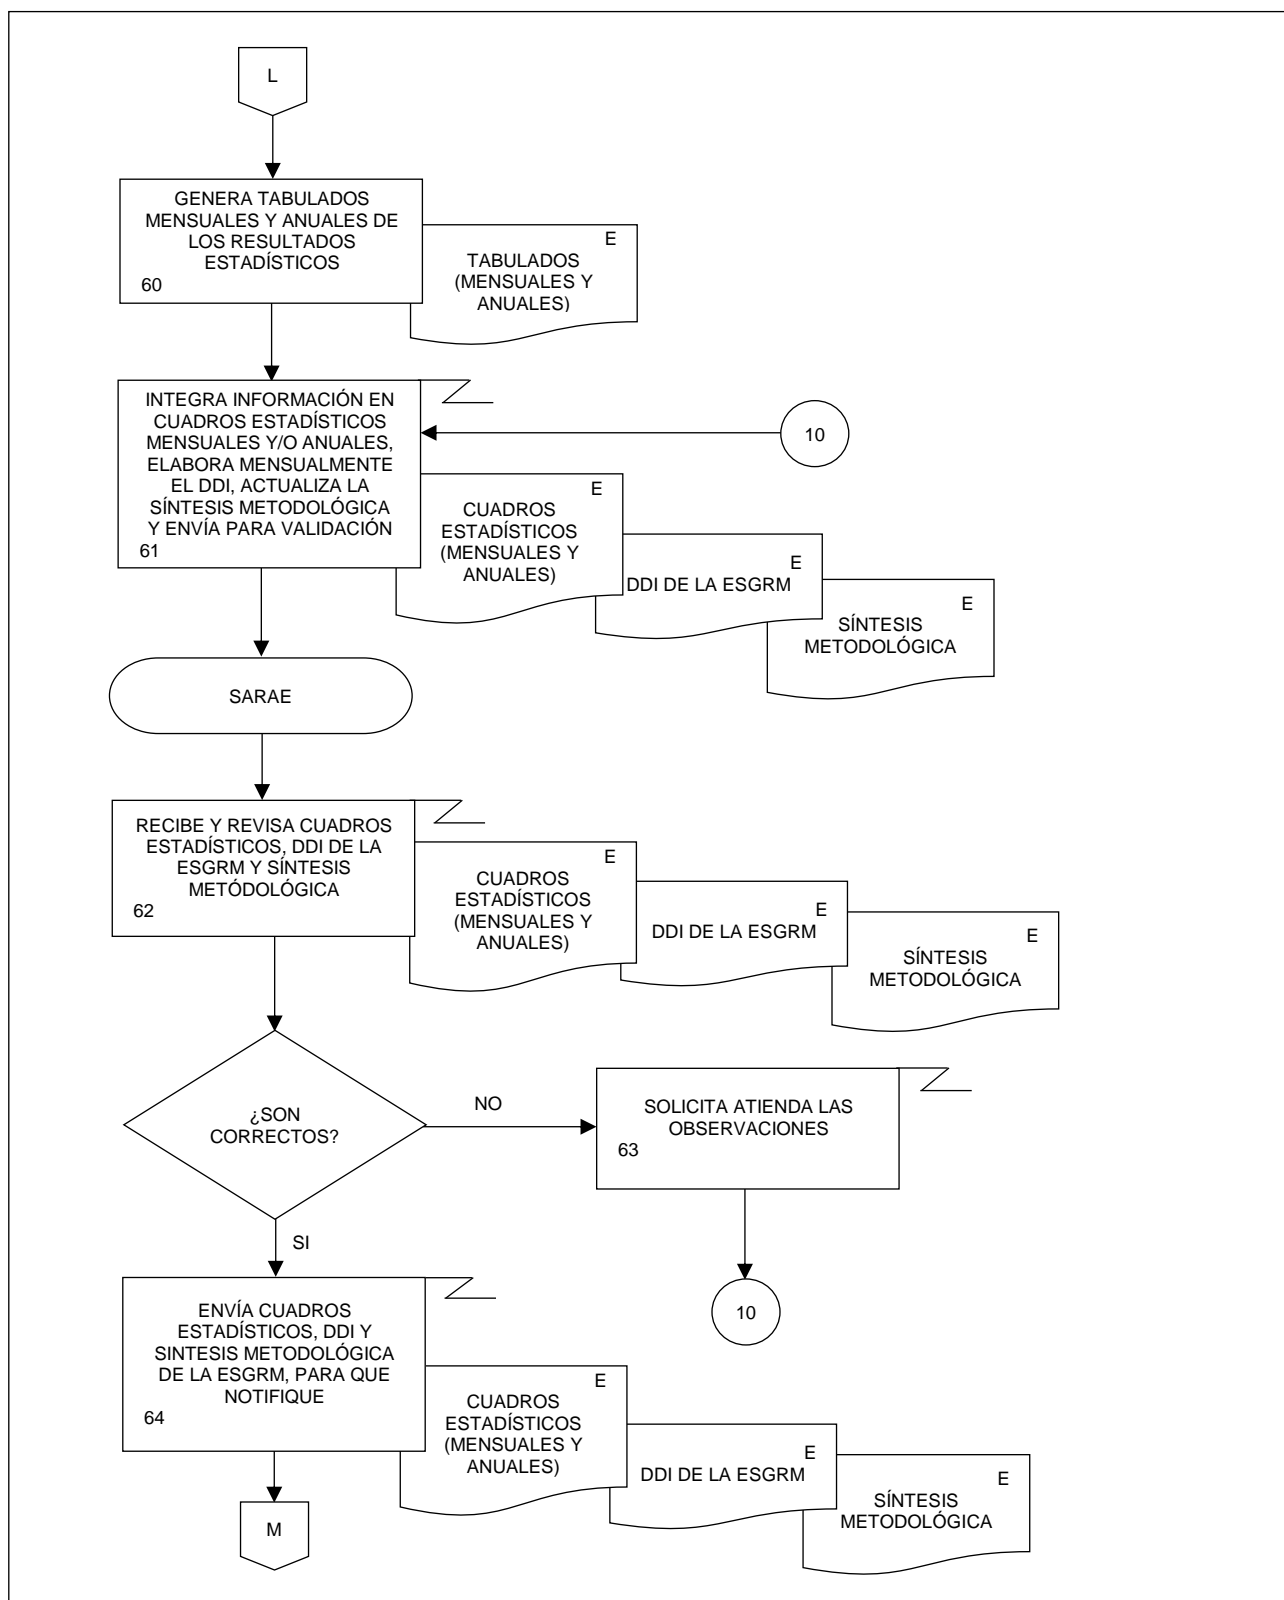 L
GENERA TABULADOS
MENSUALES Y ANUALES DE
LOS RESULTADOS
ESTADÍSTICOS
60
E
TABULADOS
(MENSUALES Y
ANUALES)
INTEGRA INFORMACIÓN EN
CUADROS ESTADÍSTICOS
MENSUALES Y/O ANUALES,
ELABORA MENSUALMENTE
EL DDI, ACTUALIZA LA
SÍNTESIS METODOLÓGICA
Y ENVÍA PARA VALIDACIÓN
61
10
E
CUADROS
ESTADÍSTICOS
(MENSUALES Y
ANUALES)
E
DDI DE LA ESGRM
E
SÍNTESIS
METODOLÓGICA
SARAE
RECIBE Y REVISA CUADROS
ESTADÍSTICOS, DDI DE LA
ESGRM Y SÍNTESIS
METÓDOLÓGICA
62
E
CUADROS
ESTADÍSTICOS
(MENSUALES Y
ANUALES)
E
DDI DE LA ESGRM
E
SÍNTESIS
METODOLÓGICA
¿SON
CORRECTOS?
NO
SOLICITA ATIENDA LAS
OBSERVACIONES
63
10
SI
ENVÍA CUADROS
ESTADÍSTICOS, DDI Y
SINTESIS METODOLÓGICA
DE LA ESGRM, PARA QUE
NOTIFIQUE
64
E
CUADROS
ESTADÍSTICOS
(MENSUALES Y
ANUALES)
E
DDI DE LA ESGRM
E
SÍNTESIS
METODOLÓGICA
M